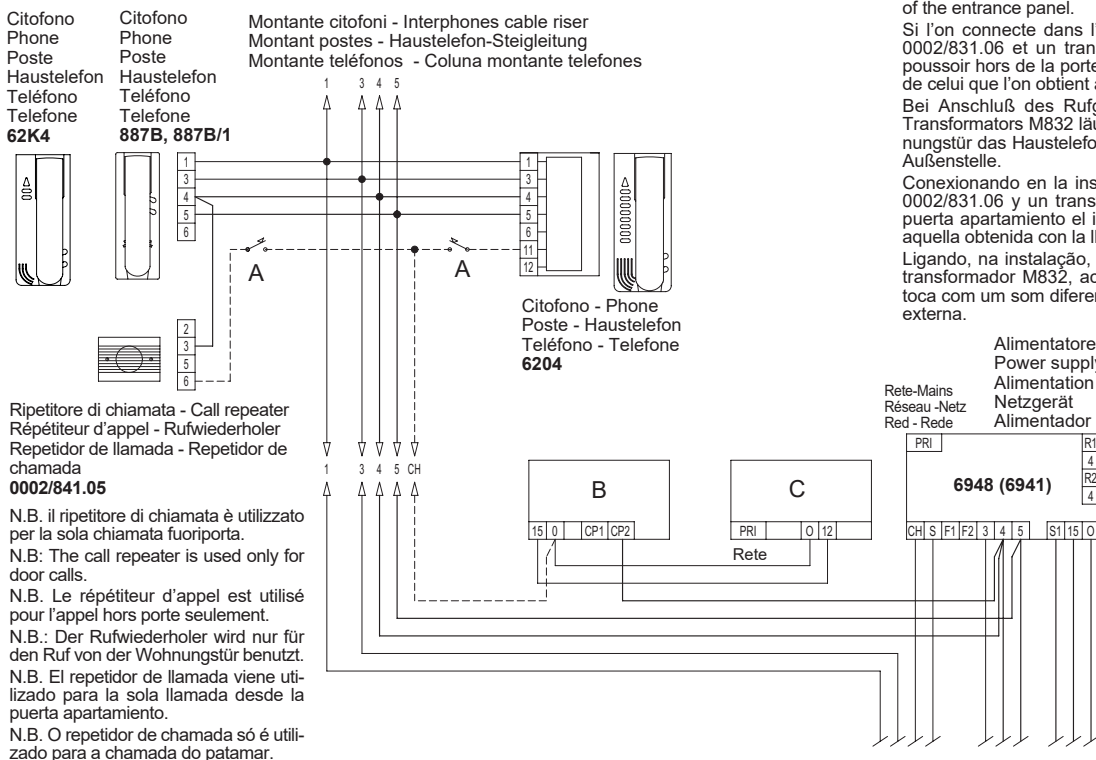 Citofono
Phone
Poste
Haustelefon
Teléfono
Telefone
62K4
Citofono
Phone
Poste
Haustelefon
Teléfono
Telefone
887B, 887B/1
Montante citofoni - Interphones cable riser
Montant postes - Haustelefon-Steigleitung
Montante teléfonos - Coluna montante telefones
1 3 4 5
1
3
4
5
6
1
3
4
5
6
11
12
A
A
2
3
5
6
Citofono - Phone
Poste - Haustelefon
Teléfono - Telefone
6204
Ripetitore di chiamata - Call repeater
Répétiteur d'appel - Rufwiederholer
Repetidor de llamada - Repetidor de
chamada
0002/841.05
N.B. il ripetitore di chiamata è utilizzato
per la sola chiamata fuoriporta.
N.B: The call repeater is used only for
door calls.
N.B. Le répétiteur d'appel est utilisé
pour l'appel hors porte seulement.
N.B.: Der Rufwiederholer wird nur für
den Ruf von der Wohnungstür benutzt.
N.B. El repetidor de llamada viene uti-
lizado para la sola llamada desde la
puerta apartamiento.
N.B. O repetidor de chamada só é utili-
zado para a chamada do patamar.
1 3 4 5 CH
B
15 0 CP1 CP2
C
PRI O 12
Rete
of the entrance panel.
Si l'on connecte dans l'
0002/831.06 et un tran
poussoir hors de la porte
de celui que l'on obtient a
Bei Anschluß des Rufg
Transformators M832 läu
nungstür das Haustelefo
Außenstelle.
Conexionando en la ins
0002/831.06 y un trans
puerta apartamiento el i
aquella obtenida con la ll
Ligando, na instalação,
transformador M832, ac
toca com um som difere
externa.
Alimentatore
Power supply
Alimentation
Netzgerät
Alimentador
Rete-Mains
Réseau -Netz
Red - Rede
PRI
R1
4
R2
4
6948 (6941)
CH S F1 F2 3 4 5 S1 15 O